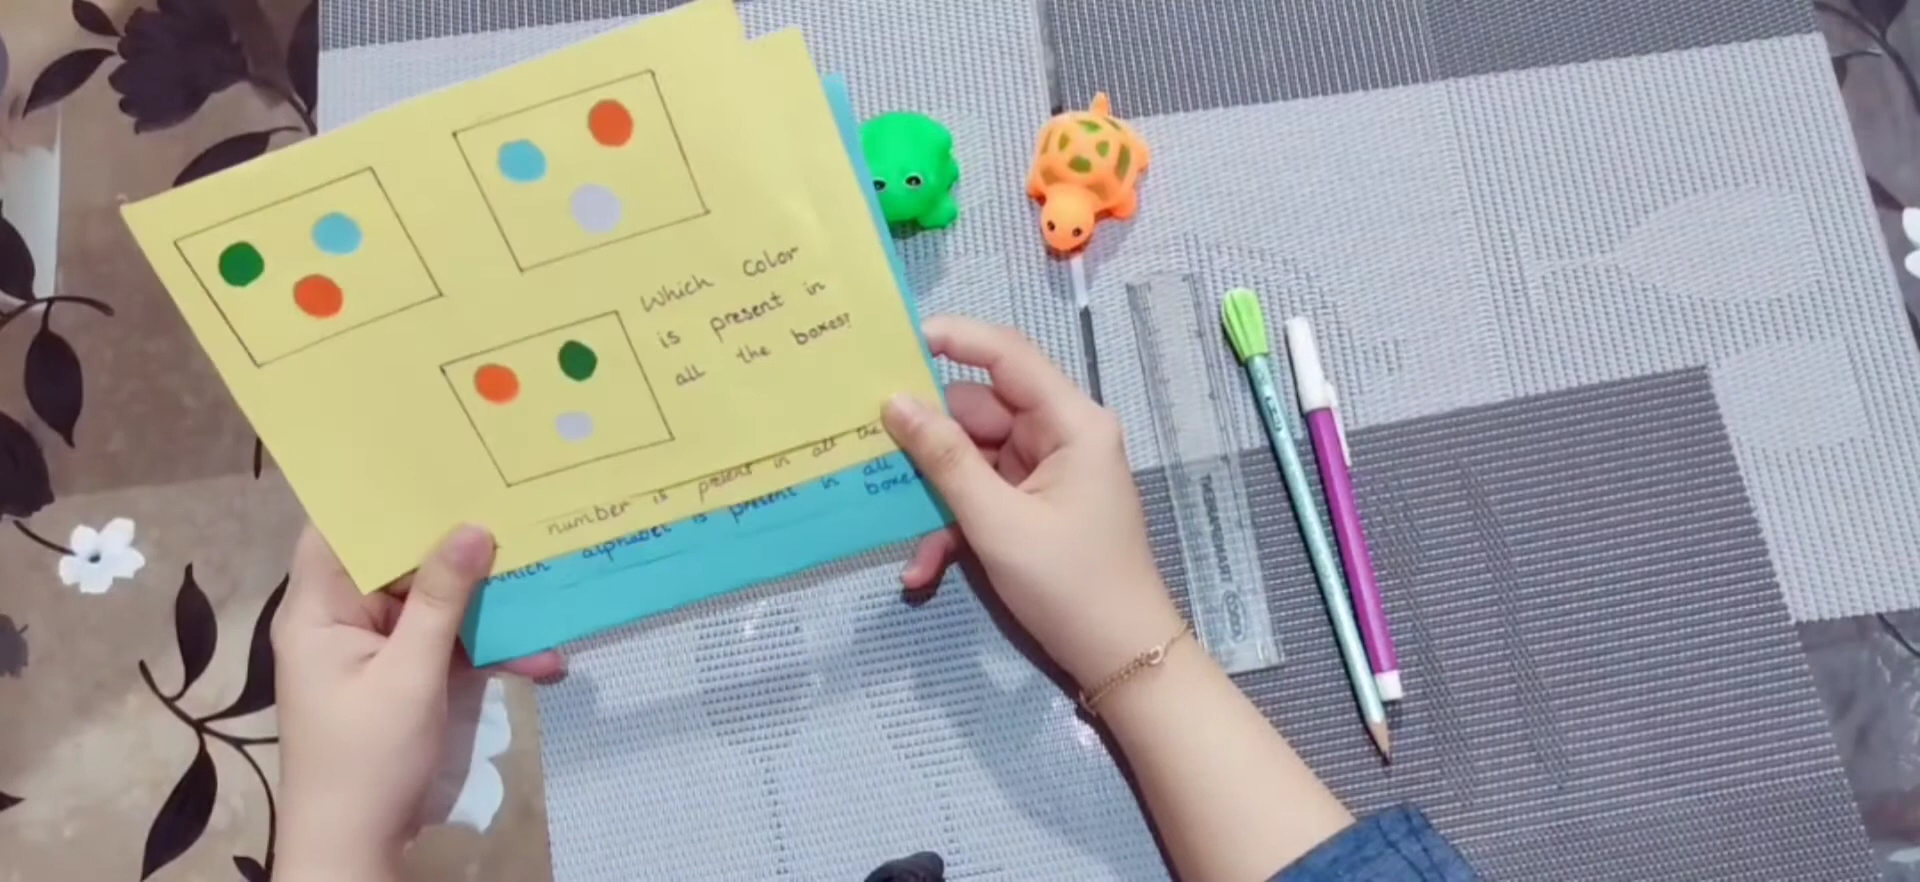 Which Color
is present in
all the boxes?
number is present in all the
Which alphabet is present in all
boxes